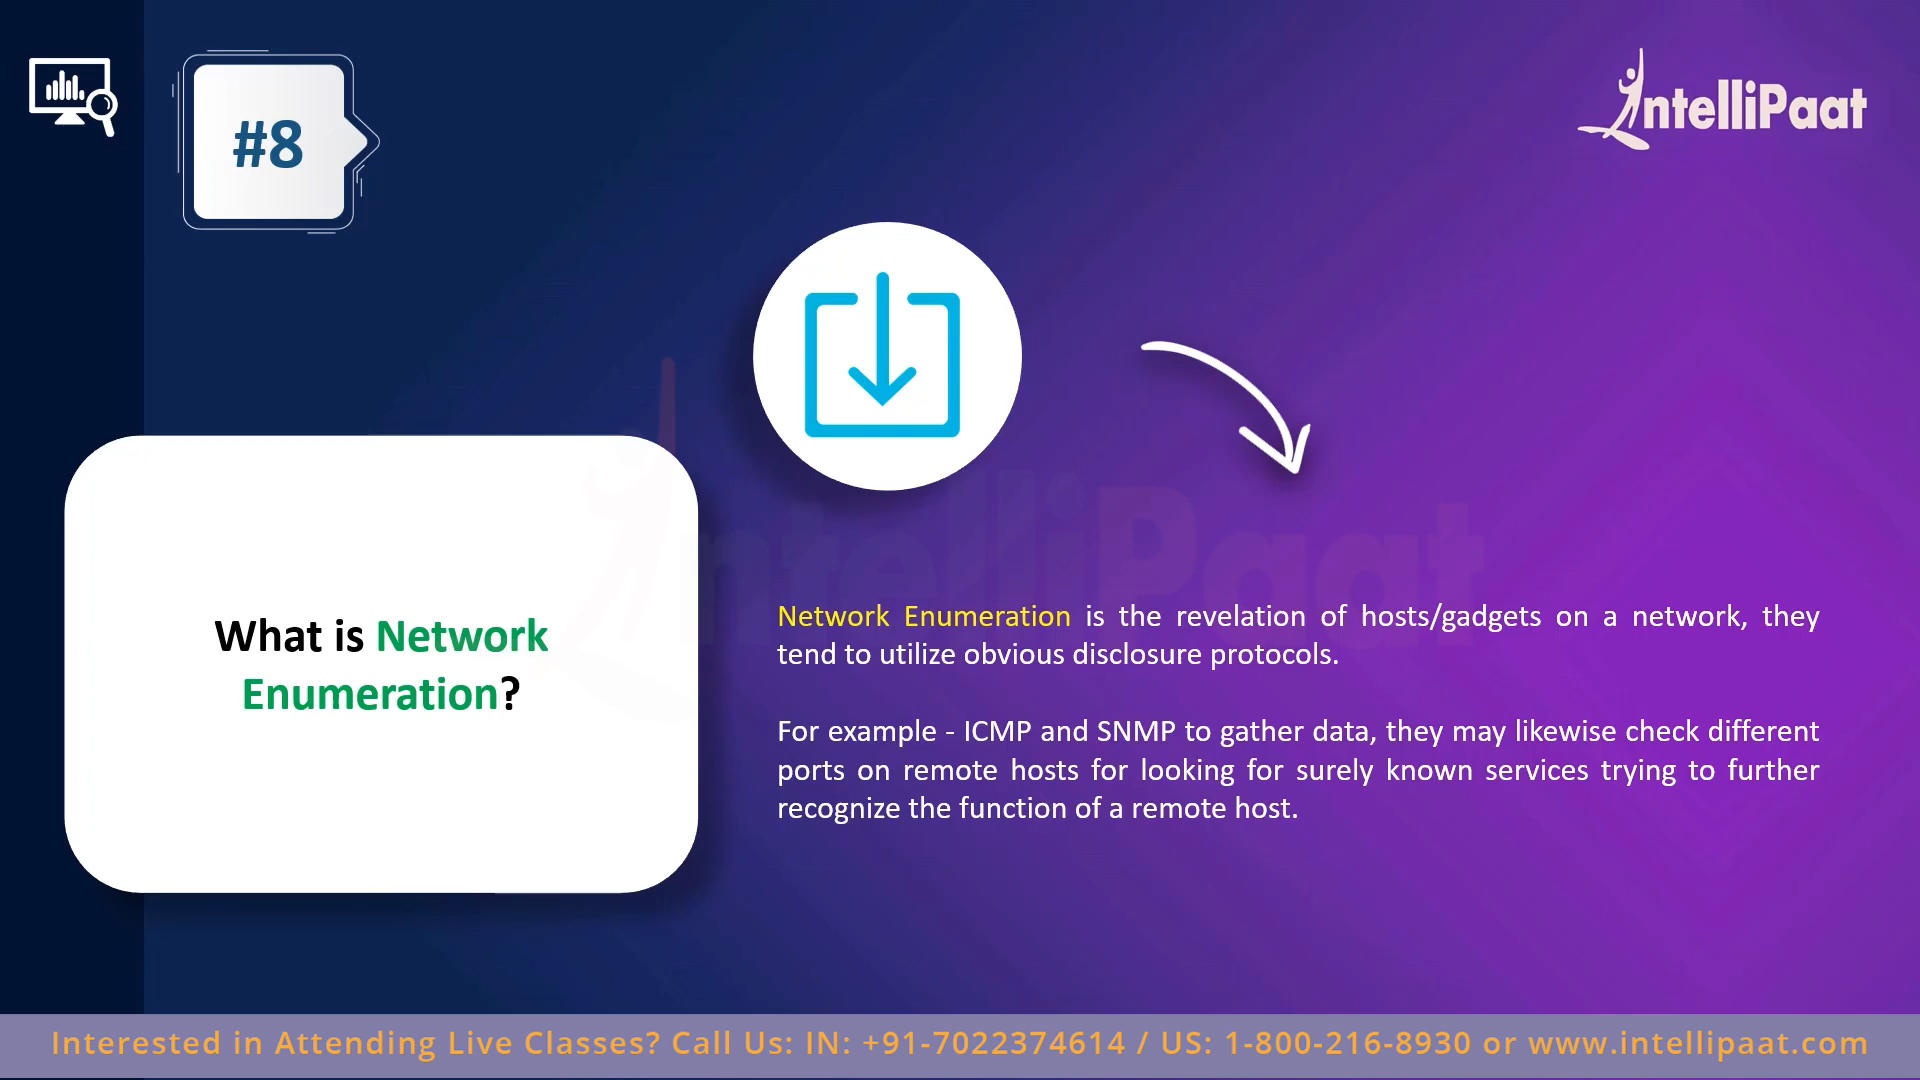 #8
IntelliPaat
What is Network
Enumeration?
Network Enumeration is the revelation of hosts/gadgets on a network, they
tend to utilize obvious disclosure protocols.
For example - ICMP and SNMP to gather data, they may likewise check different
ports on remote hosts for looking for surely known services trying to further
recognize the function of a remote host.
IntelliPaat
Interested in Attending Live Classes? Call Us: IN: +91-7022374614 / US: 1-800-216-8930 or www.intellipaat.com